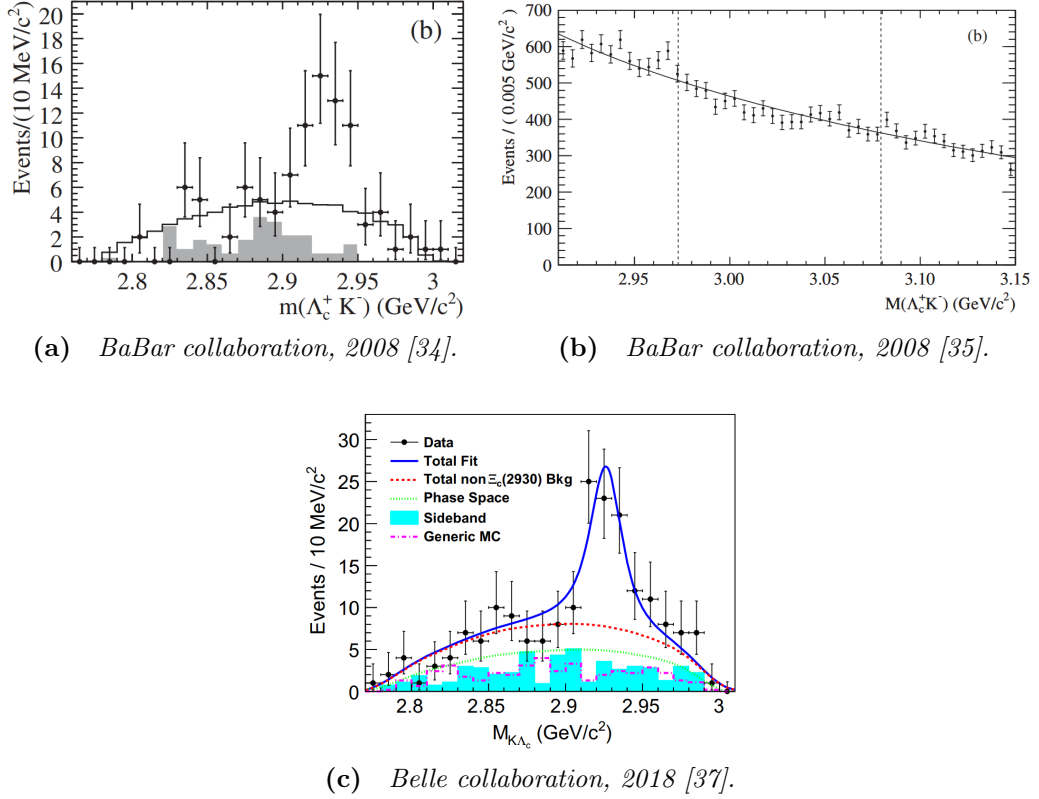 20
18
16
14
12
10
8
6
4
2
0
Events/(10 MeV/c²)
(b)
2.8 2.85 2.9 2.95 3
m(Λ_c^+ K^-) (GeV/c²)
700
600
500
400
300
200
100
0
Events / ( 0.005 GeV/c² )
(b)
2.95 3.00 3.05 3.10 3.15
M(Λ_c^+K^-) (GeV/c²)
(a) BaBar collaboration, 2008 [34].
(b) BaBar collaboration, 2008 [35].
30
25
20
15
10
5
0
Events / 10 MeV/c²
Data
Total Fit
Total non Ξ_c(2930) Bkg
Phase Space
Sideband
Generic MC
2.8 2.85 2.9 2.95 3
M_{KΛ_c} (GeV/c²)
(c) Belle collaboration, 2018 [37].